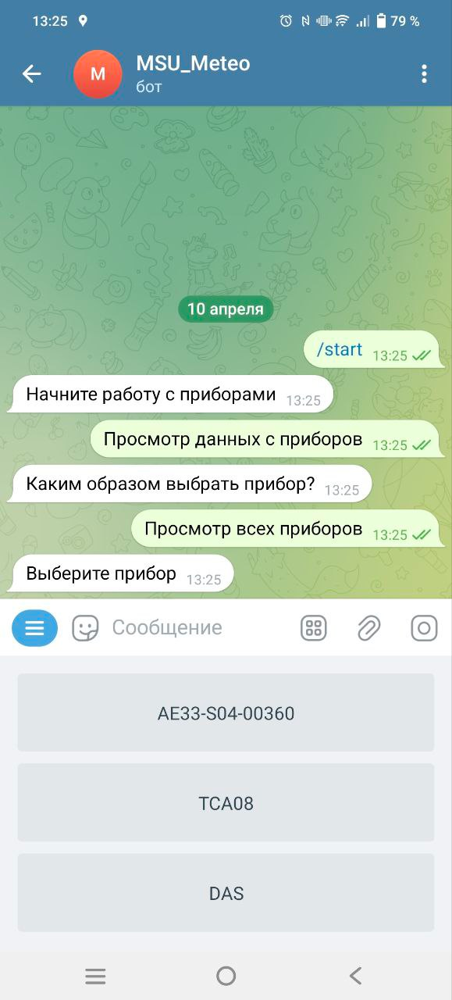 13:25
79 %
M
MSU_Meteo
бот
10 апреля
/start 13:25
Начните работу с приборами 13:25
Просмотр данных с приборов 13:25
Каким образом выбрать прибор? 13:25
Просмотр всех приборов 13:25
Выберите прибор 13:25
Сообщение
AE33-S04-00360
TCA08
DAS